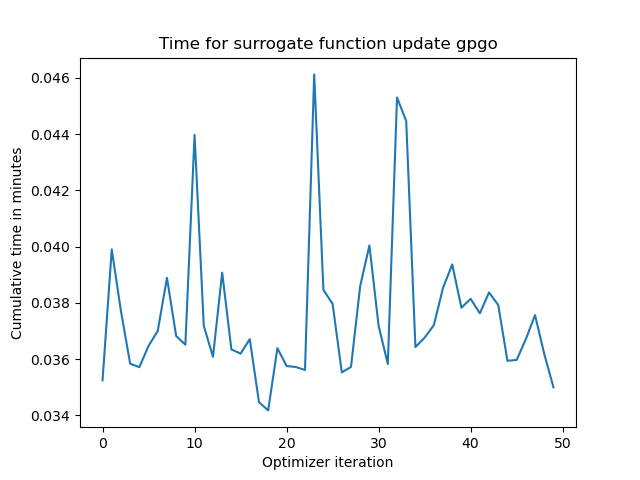 Time for surrogate function update gpgo
Cumulative time in minutes
0.046
0.044
0.042
0.040
0.038
0.036
0.034
0 10 20 30 40 50
Optimizer iteration